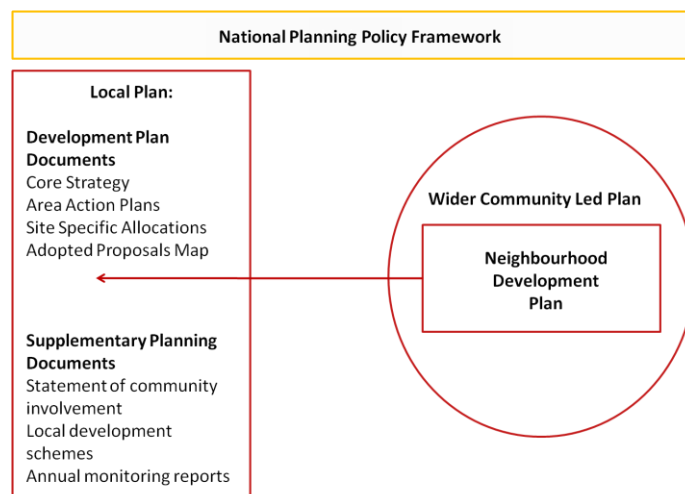 National Planning Policy Framework
Local Plan:
Development Plan
Documents
Core Strategy
Area Action Plans
Site Specific Allocations
Adopted Proposals Map
Supplementary Planning
Documents
Statement of community
involvement
Local development
schemes
Annual monitoring reports
Wider Community Led Plan
Neighbourhood
Development
Plan